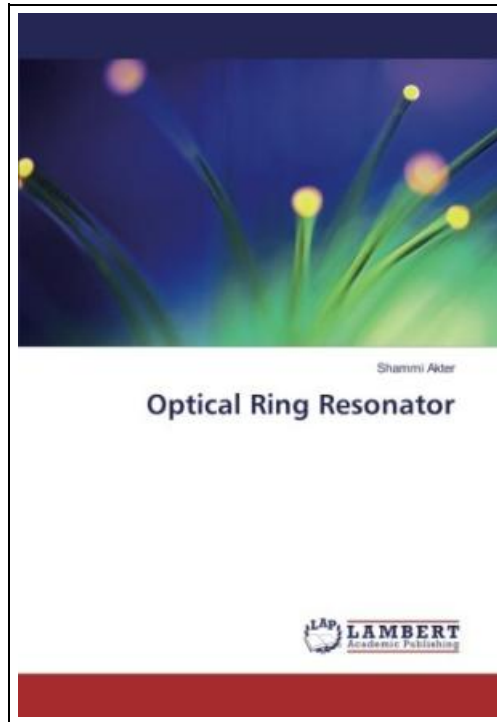 Shammi Akter
Optical Ring Resonator
LAP
LAMBERT
Academic Publishing